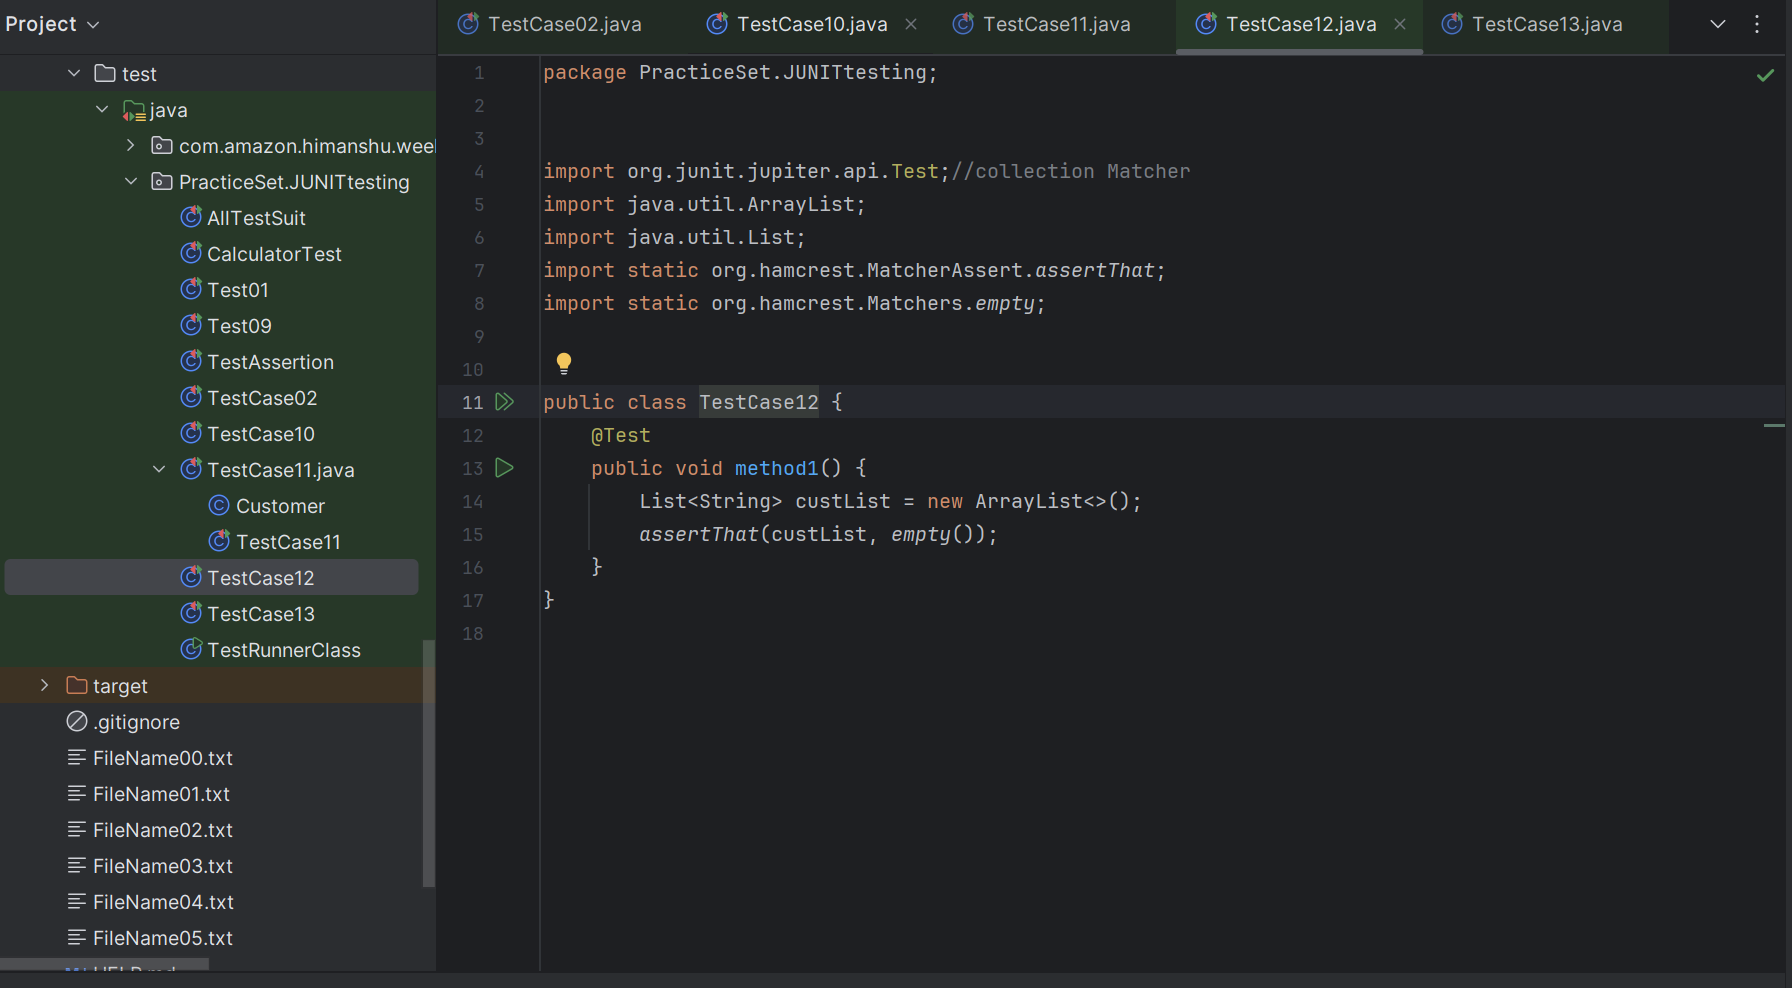 Project
test
java
com.amazon.himanshu.wee
PracticeSet.JUNITtesting
AllTestSuit
CalculatorTest
Test01
Test09
TestAssertion
TestCase02
TestCase10
TestCase11.java
Customer
TestCase11
TestCase12
TestCase13
TestRunnerClass
target
.gitignore
FileName00.txt
FileName01.txt
FileName02.txt
FileName03.txt
FileName04.txt
FileName05.txt
TestCase02.java TestCase10.java TestCase11.java TestCase12.java TestCase13.java
1 package PracticeSet.JUNITtesting;
2
3
4 import org.junit.jupiter.api.Test;//collection Matcher
5 import java.util.ArrayList;
6 import java.util.List;
7 import static org.hamcrest.MatcherAssert.assertThat;
8 import static org.hamcrest.Matchers.empty;
9
10
11 public class TestCase12 {
12 @Test
13 public void method1() {
14 List<String> custList = new ArrayList<>();
15 assertThat(custList, empty());
16 }
17 }
18